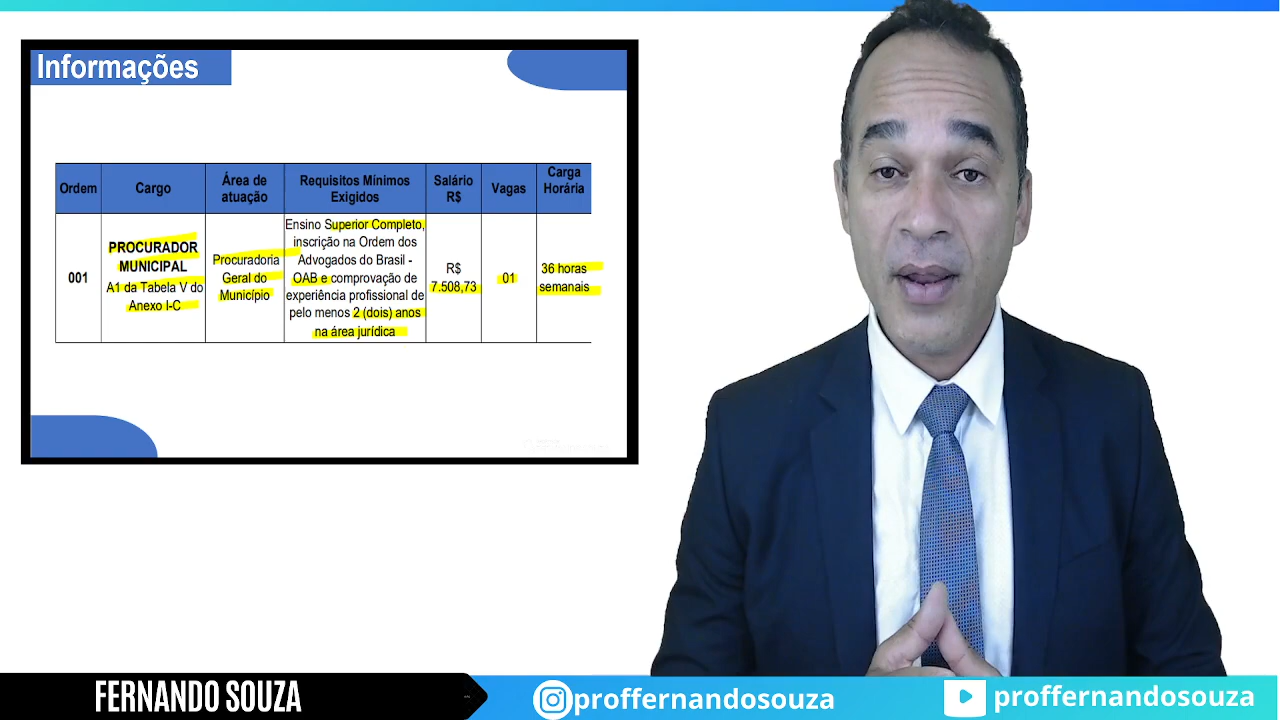 Informações
Ordem
Cargo
Área de
atuação
Requisitos Mínimos
Exigidos
Salário
R$
Vagas
Carga
Horária
001
PROCURADOR
MUNICIPAL
A1 da Tabela V do
Anexo I-C
Procuradoria
Geral do
Município
Ensino Superior Completo,
inscrição na Ordem dos
Advogados do Brasil -
OAB e comprovação de
experiência profissional de
pelo menos 2 (dois) anos
na área jurídica
R$
7.508,73
01
36 horas
semanais
FERNANDO SOUZA
proffernandosouza
proffernandosouza